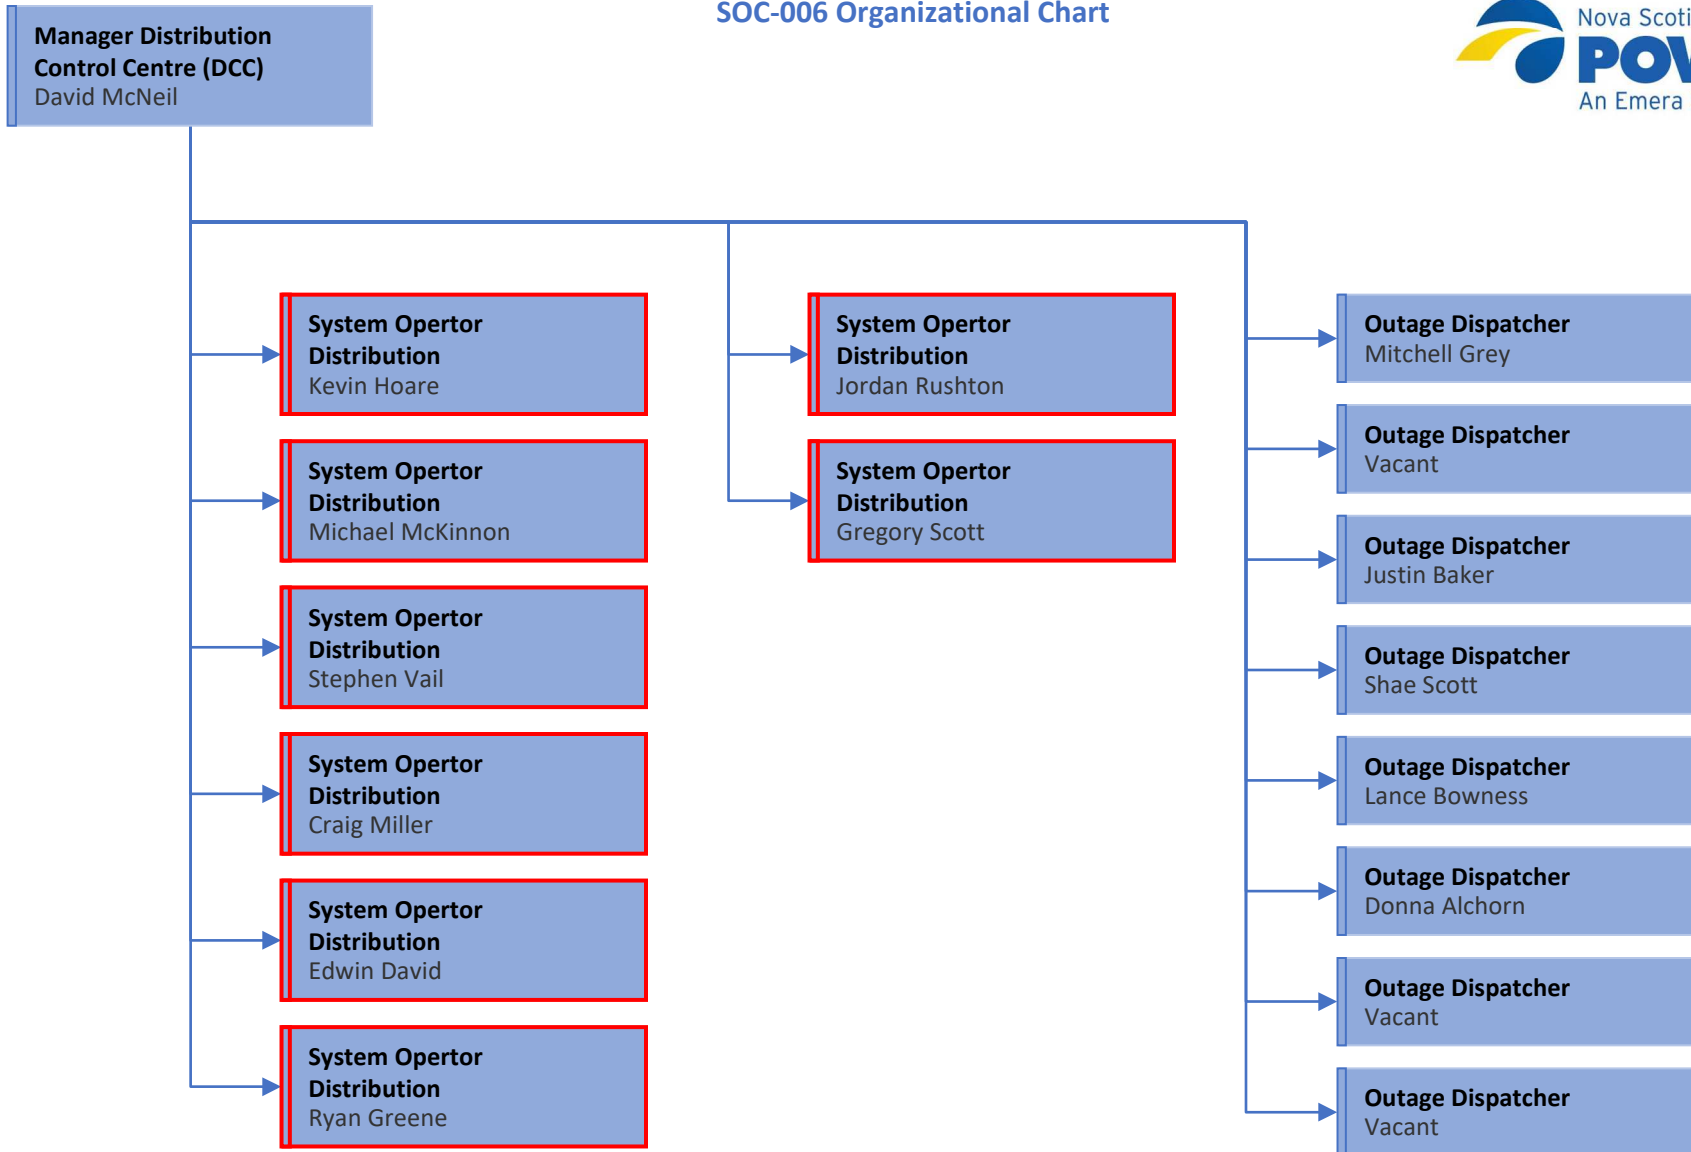 SOC-006 Organizational Chart
Nova Scoti
POW
An Emera
Manager Distribution
Control Centre (DCC)
David McNeil
System Opertor
Distribution
Kevin Hoare
System Opertor
Distribution
Michael McKinnon
System Opertor
Distribution
Stephen Vail
System Opertor
Distribution
Craig Miller
System Opertor
Distribution
Edwin David
System Opertor
Distribution
Ryan Greene
System Opertor
Distribution
Jordan Rushton
System Opertor
Distribution
Gregory Scott
Outage Dispatcher
Mitchell Grey
Outage Dispatcher
Vacant
Outage Dispatcher
Justin Baker
Outage Dispatcher
Shae Scott
Outage Dispatcher
Lance Bowness
Outage Dispatcher
Donna Alchorn
Outage Dispatcher
Vacant
Outage Dispatcher
Vacant